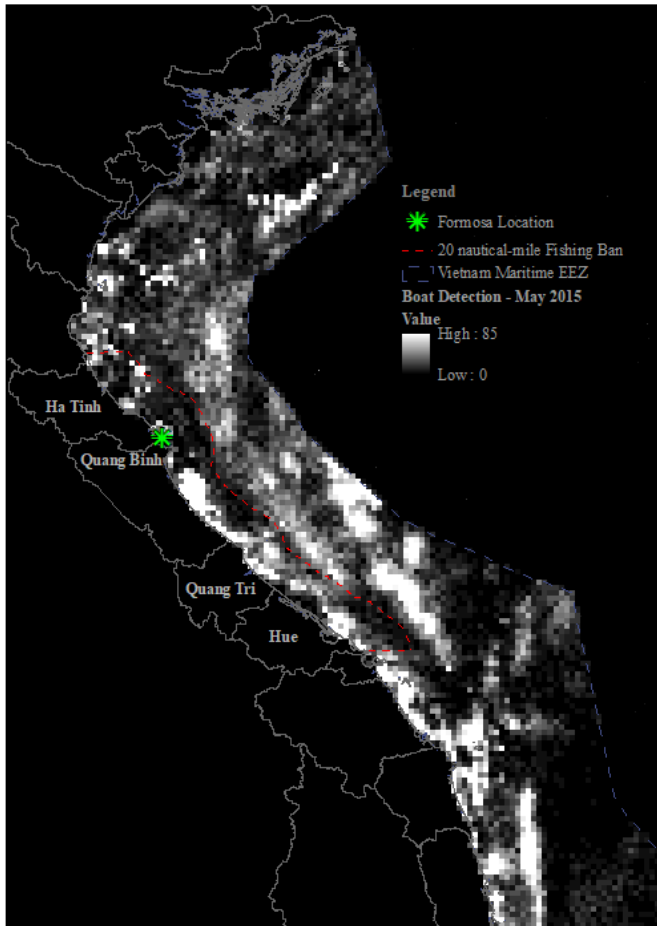 Legend
Formosa Location
20 nautical-mile Fishing Ban
Vietnam Maritime EEZ
Boat Detection - May 2015
Value
High : 85
Low : 0
Ha Tinh
Quang Binh
Quang Tri
Hue